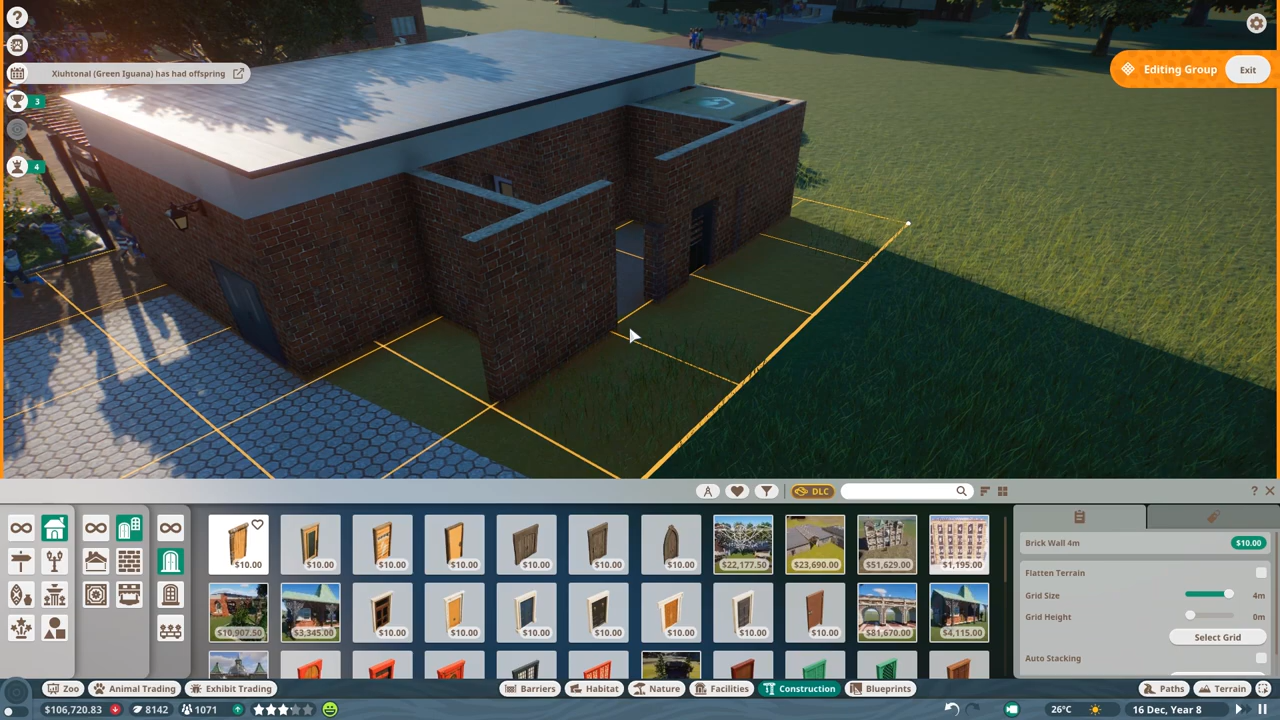 ?
Xiuhtonal (Green Iguana) has had offspring
3
4
Editing Group
Exit
DLC
? ×
$10.00 $10.00 $10.00 $10.00 $10.00 $10.00 $10.00 $22,177.50 $23,690.00 $51,629.00 $1,195.00
$10,907.50 $3,345.00 $10.00 $10.00 $10.00 $10.00 $10.00 $10.00 $10.00 $81,670.00 $4,115.00
Brick Wall 4m $10.00
Flatten Terrain
Grid Size 4m
Grid Height 0m
Select Grid
Auto Stacking
Zoo Animal Trading Exhibit Trading Barriers Habitat Nature Facilities Construction Blueprints Paths Terrain
$106,720.83 8142 1071 26°C 16 Dec, Year 8